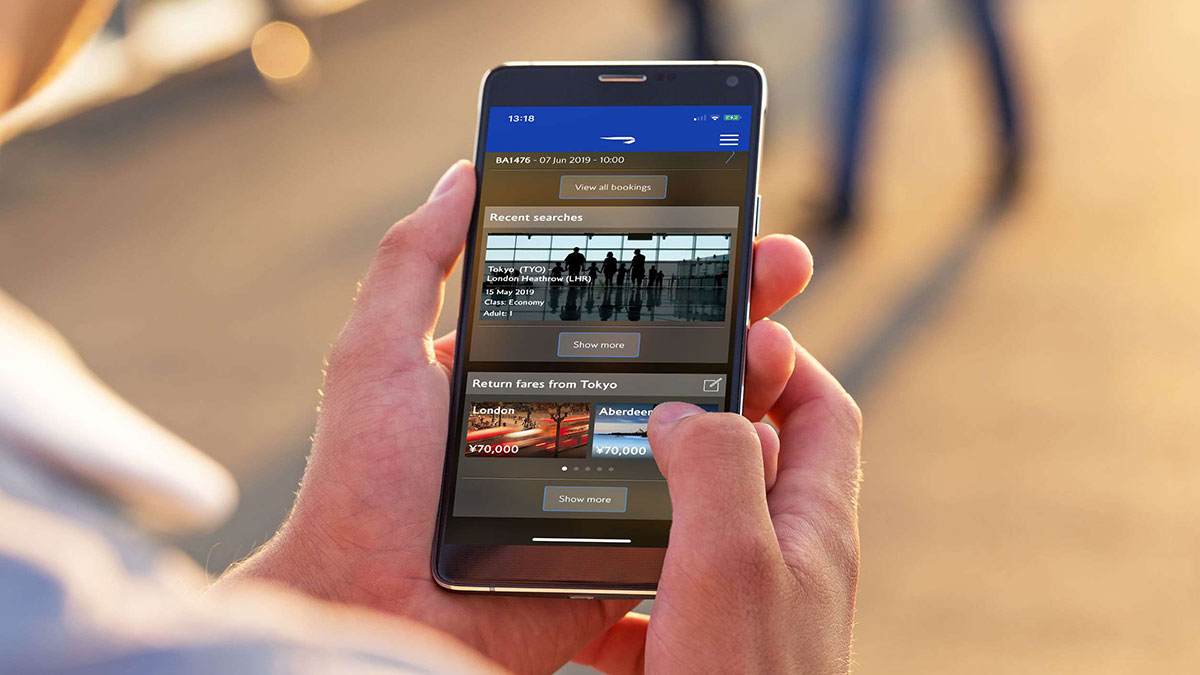 13:18
BA1476 - 07 Jun 2019 - 10:00
View all bookings
Recent searches
Tokyo (TYO) -
London Heathrow (LHR)
15 May 2019
Class: Economy
Adult: 1
Show more
Return fares from Tokyo
London
Aberdeen
¥70,000
¥70,000
Show more